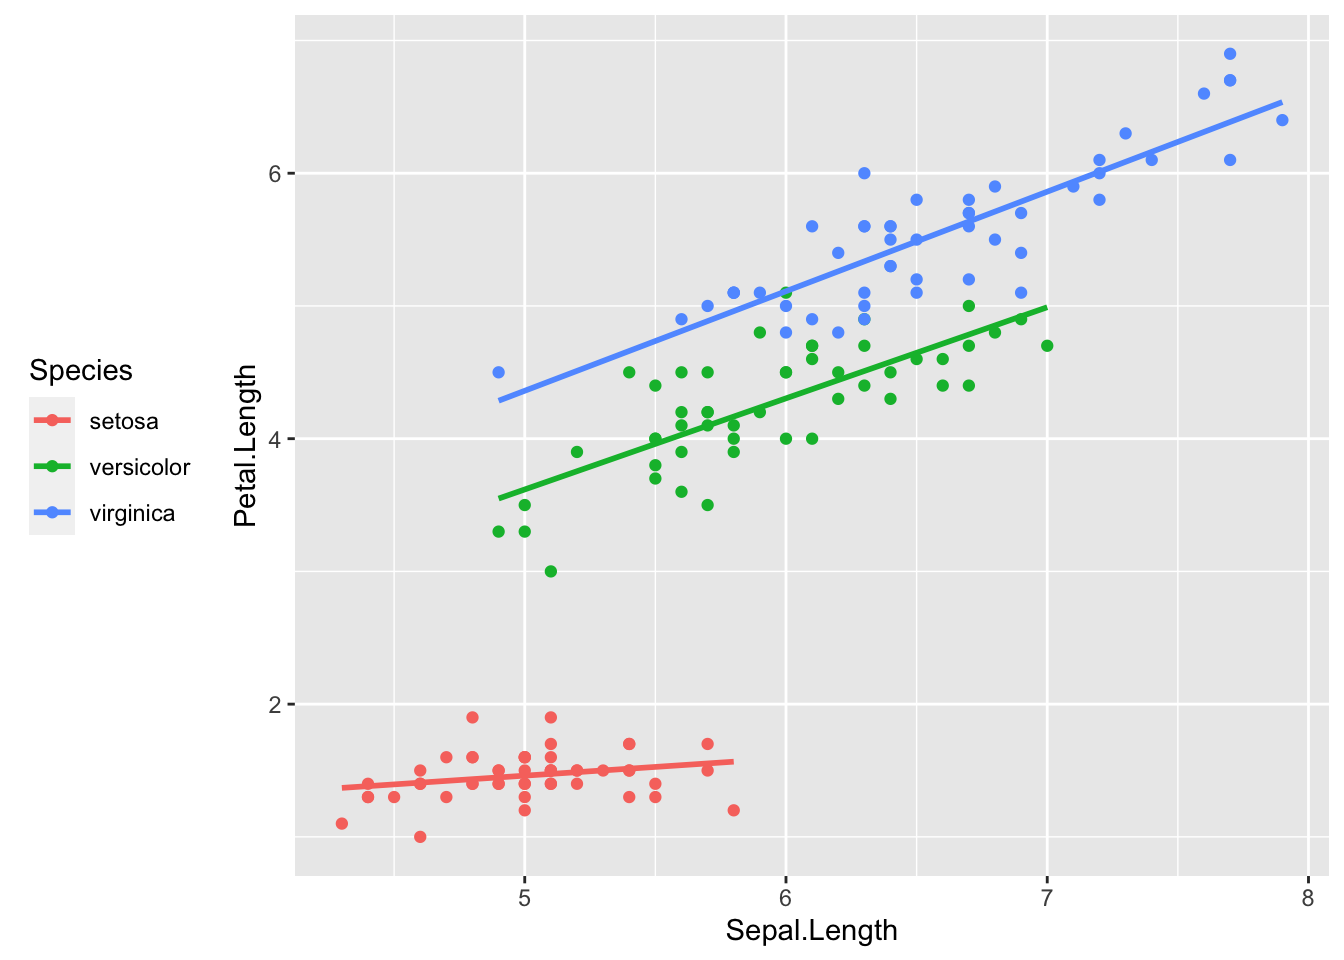 Species
setosa
versicolor
virginica
Petal.Length
6
4
2
5 6 7 8
Sepal.Length